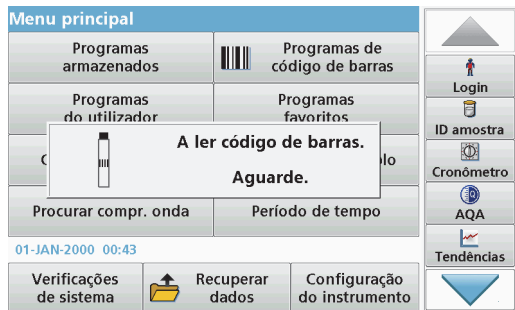 Menu principal
Programas
armazenados
Programas de
código de barras
Programas
do utilizador
Programas
favoritos
A ler código de barras.
Aguarde.
Procurar compr. onda
Período de tempo
01-JAN-2000 00:43
Verificações
de sistema
Recuperar
dados
Configuração
do instrumento
Login
ID amostra
Cronômetro
AQA
Tendências